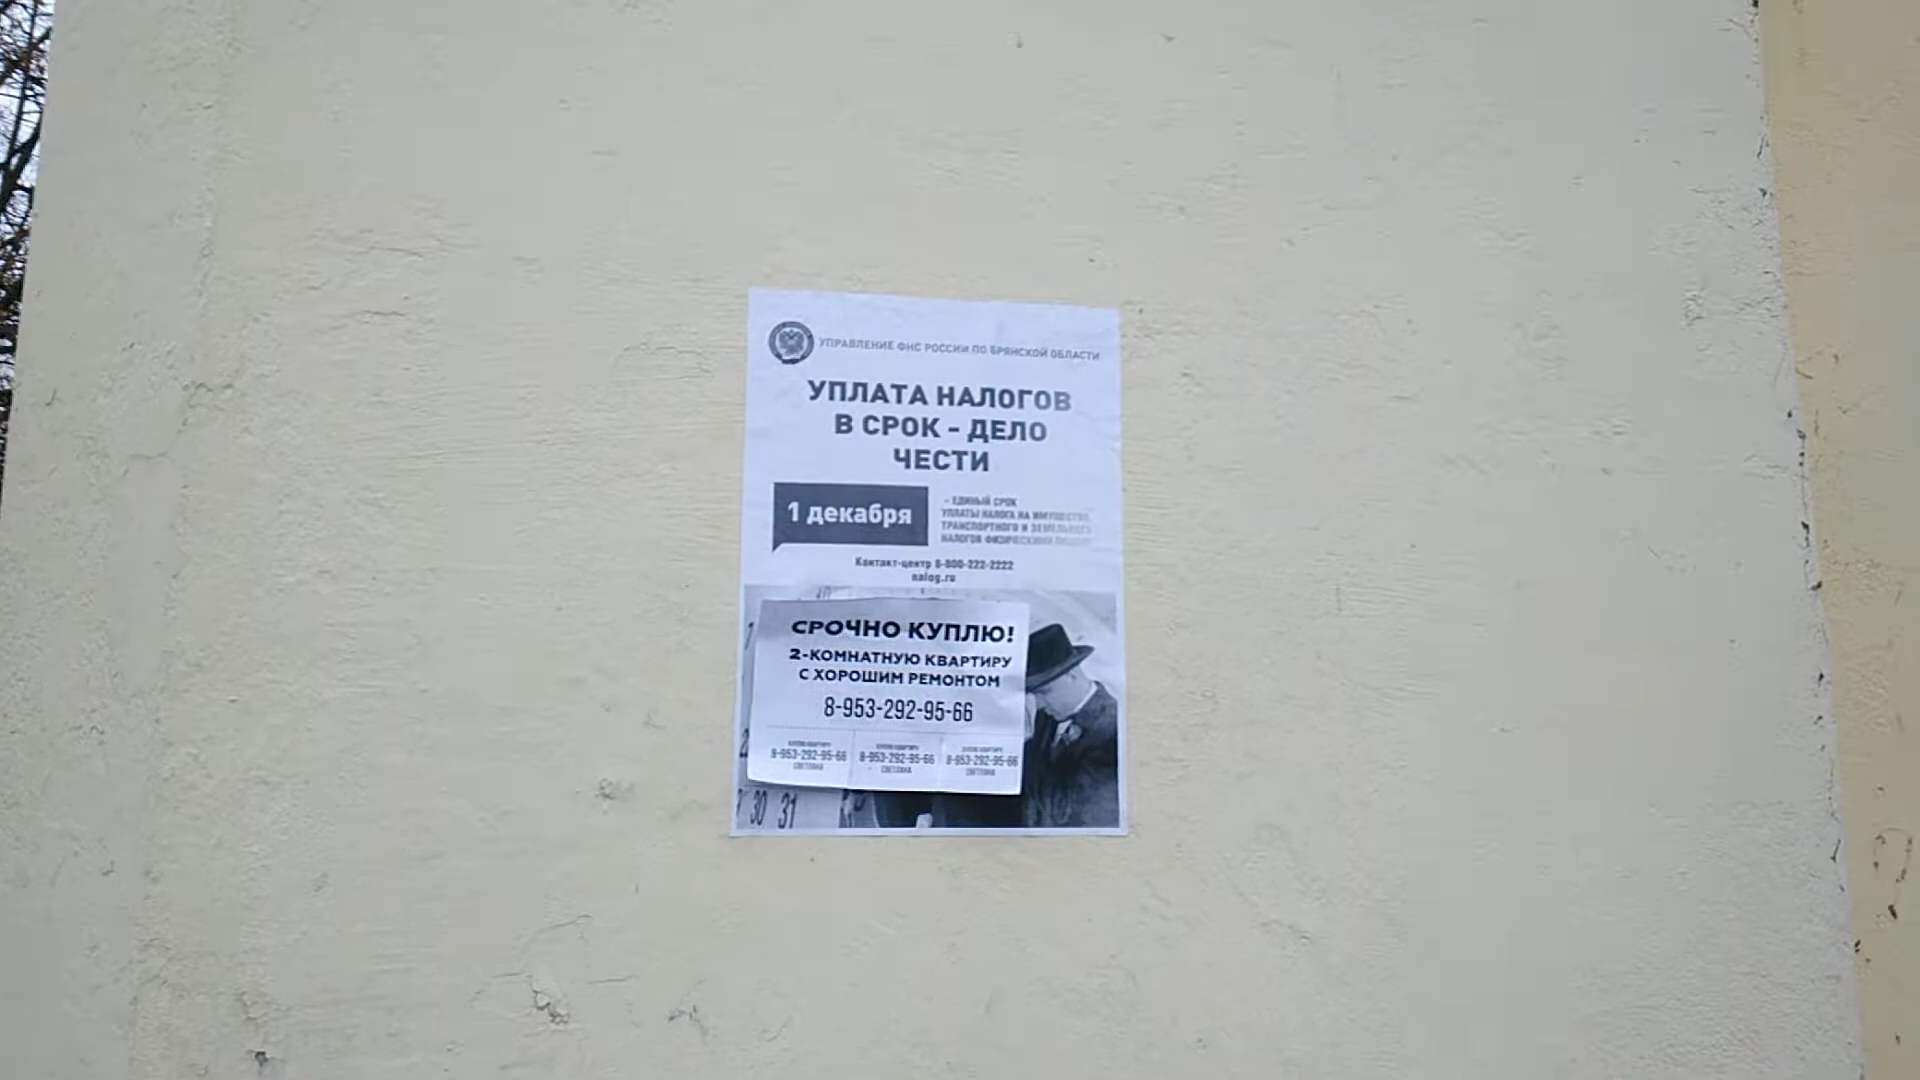 УПРАВЛЕНИЕ ФНС РОССИИ ПО БРЯНСКОЙ ОБЛАСТИ
УПЛАТА НАЛОГОВ
В СРОК - ДЕЛО
ЧЕСТИ
1 декабря
- ЕДИНЫЙ СРОК
УПЛАТЫ НАЛОГА НА ИМУЩЕСТВО,
ТРАНСПОРТНОГО И ЗЕМЕЛЬНОГО
НАЛОГОВ ФИЗИЧЕСКИМИ
Контакт-центр 8-800-222-2222
nalog.ru
СРОЧНО КУПЛЮ!
2-КОМНАТНУЮ КВАРТИРУ
С ХОРОШИМ РЕМОНТОМ
8-953-292-95-66
КУПЛЮ КВАРТИРУ
8-953-292-95-66
СВЕТЛАНА
КУПЛЮ КВАРТИРУ
8-953-292-95-66
СВЕТЛАНА
КУПЛЮ КВАРТИРУ
8-953-292-95-66
СВЕТЛАНА
30 31